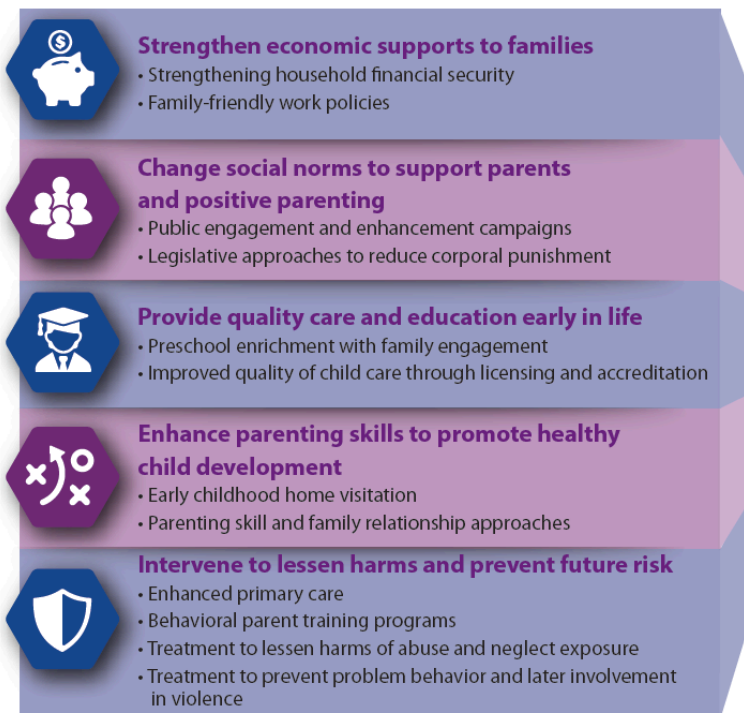 $
Strengthen economic supports to families
• Strengthening household financial security
• Family-friendly work policies
Change social norms to support parents
and positive parenting
• Public engagement and enhancement campaigns
• Legislative approaches to reduce corporal punishment
Provide quality care and education early in life
• Preschool enrichment with family engagement
• Improved quality of child care through licensing and accreditation
Enhance parenting skills to promote healthy
child development
• Early childhood home visitation
• Parenting skill and family relationship approaches
Intervene to lessen harms and prevent future risk
• Enhanced primary care
• Behavioral parent training programs
• Treatment to lessen harms of abuse and neglect exposure
• Treatment to prevent problem behavior and later involvement
in violence